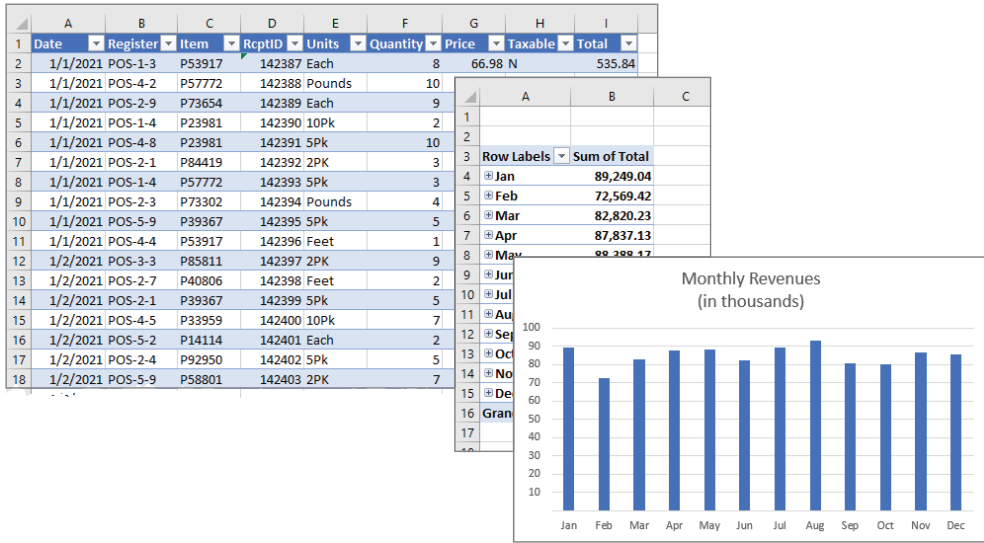 A B C D E F G H I
1 Date Register Item RcptID Units Quantity Price Taxable Total
2 1/1/2021 POS-1-3 P53917 142387 Each 8 66.98 N 535.84
3 1/1/2021 POS-4-2 P57772 142388 Pounds 10
4 1/1/2021 POS-2-9 P73654 142389 Each 9
5 1/1/2021 POS-1-4 P23981 142390 10Pk 2
6 1/1/2021 POS-4-8 P23981 142391 5Pk 10
7 1/1/2021 POS-2-1 P84419 142392 2PK 3
8 1/1/2021 POS-1-4 P57772 142393 5Pk 3
9 1/1/2021 POS-2-3 P73302 142394 Pounds 4
10 1/1/2021 POS-5-9 P39367 142395 5Pk 5
11 1/1/2021 POS-4-4 P53917 142396 Feet 1
12 1/2/2021 POS-3-3 P85811 142397 2PK 9
13 1/2/2021 POS-2-7 P40806 142398 Feet 2
14 1/2/2021 POS-2-1 P39367 142399 5Pk 5
15 1/2/2021 POS-4-5 P33959 142400 10Pk 7
16 1/2/2021 POS-5-2 P14114 142401 Each 2
17 1/2/2021 POS-2-4 P92950 142402 5Pk 5
18 1/2/2021 POS-5-9 P58801 142403 2PK 7
A B C
1
2
3 Row Labels Sum of Total
4 Jan 89,249.04
5 Feb 72,569.42
6 Mar 82,820.23
7 Apr 87,837.13
8 May 88,388.17
9 Jun
10 Jul
11 Au
12 Sep
13 Oct
14 No
15 De
16 Gran
17
Monthly Revenues
(in thousands)
100
90
80
70
60
50
40
30
20
10
Jan Feb Mar Apr May Jun Jul Aug Sep Oct Nov Dec